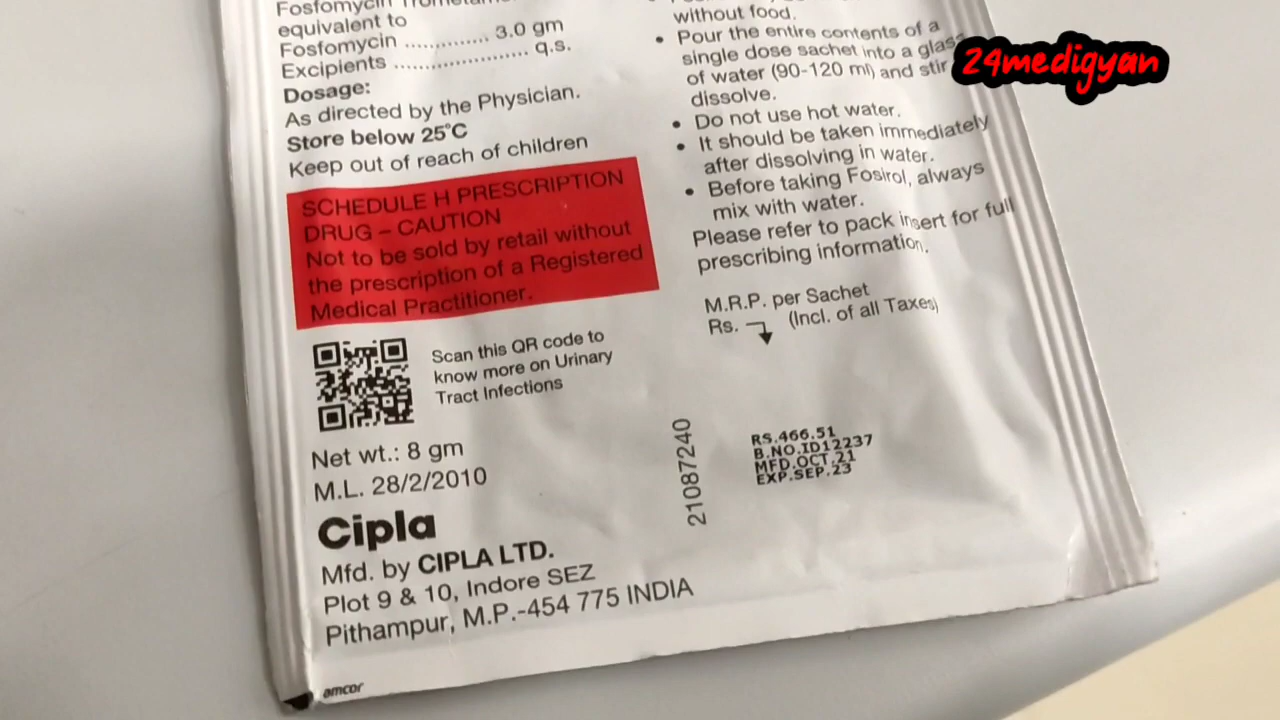 Fosfomycin
equivalent to
Fosfomycin ............. 3.0 gm
Excipients ..................... q.s.
Dosage:
As directed by the Physician.
Store below 25°C
Keep out of reach of children
SCHEDULE H PRESCRIPTION
DRUG – CAUTION
Not to be sold by retail without
the prescription of a Registered
Medical Practitioner.
Scan this QR code to
know more on Urinary
Tract Infections
Net wt.: 8 gm
M.L. 28/2/2010
Cipla
Mfd. by CIPLA LTD.
Plot 9 & 10, Indore SEZ
Pithampur, M.P.-454 775 INDIA
amcor
without food.
• Pour the entire contents of a
single dose sachet into a glass
of water (90-120 ml) and stir
dissolve.
• Do not use hot water.
• It should be taken immediately
after dissolving in water.
• Before taking Fosirol, always
mix with water.
Please refer to pack insert for full
prescribing information.
M.R.P. per Sachet
Rs. (Incl. of all Taxes)
21087240
RS.466.51
B.NO.ID12237
MFD.OCT.21
EXP.SEP.23
24medigyan